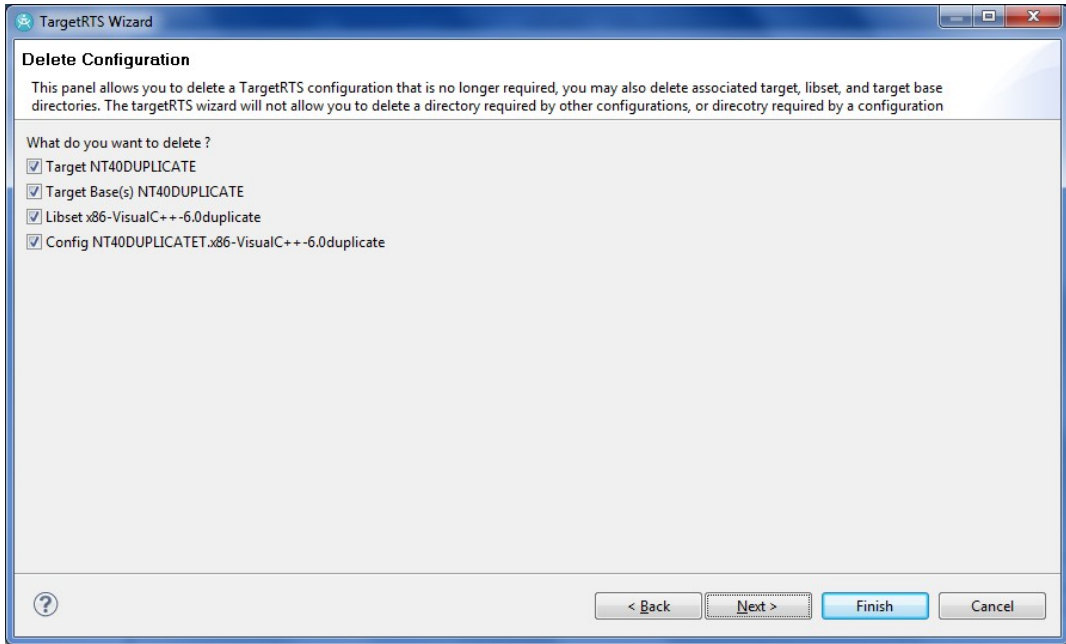 TargetRTS Wizard
Delete Configuration
This panel allows you to delete a TargetRTS configuration that is no longer required, you may also delete associated target, libset, and target base
directories. The targetRTS wizard will not allow you to delete a directory required by other configurations, or direcotry required by a configuration
What do you want to delete ?
Target NT40DUPLICATE
Target Base(s) NT40DUPLICATE
Libset x86-VisualC++-6.0duplicate
Config NT40DUPLICATET.x86-VisualC++-6.0duplicate
? < Back Next > Finish Cancel